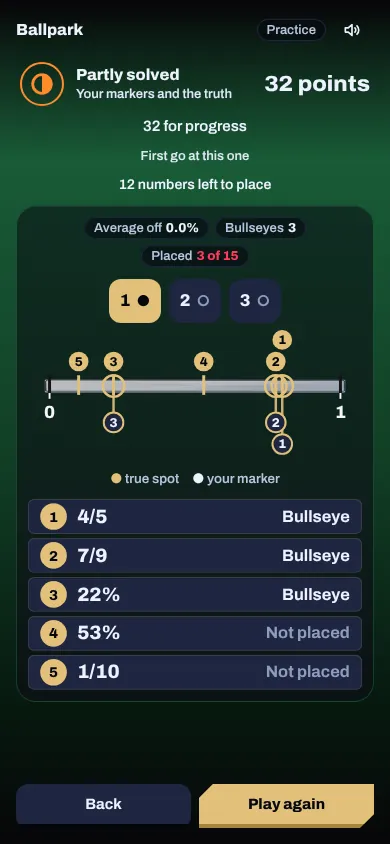 Ballpark
Practice
Partly solved
Your markers and the truth
32 points
32 for progress
First go at this one
12 numbers left to place
Average off 0.0%
Bullseyes 3
Placed 3 of 15
1
2
3
1
5
3
4
2
0
1
3
2
1
true spot
your marker
1 4/5 Bullseye
2 7/9 Bullseye
3 22% Bullseye
4 53% Not placed
5 1/10 Not placed
Back
Play again